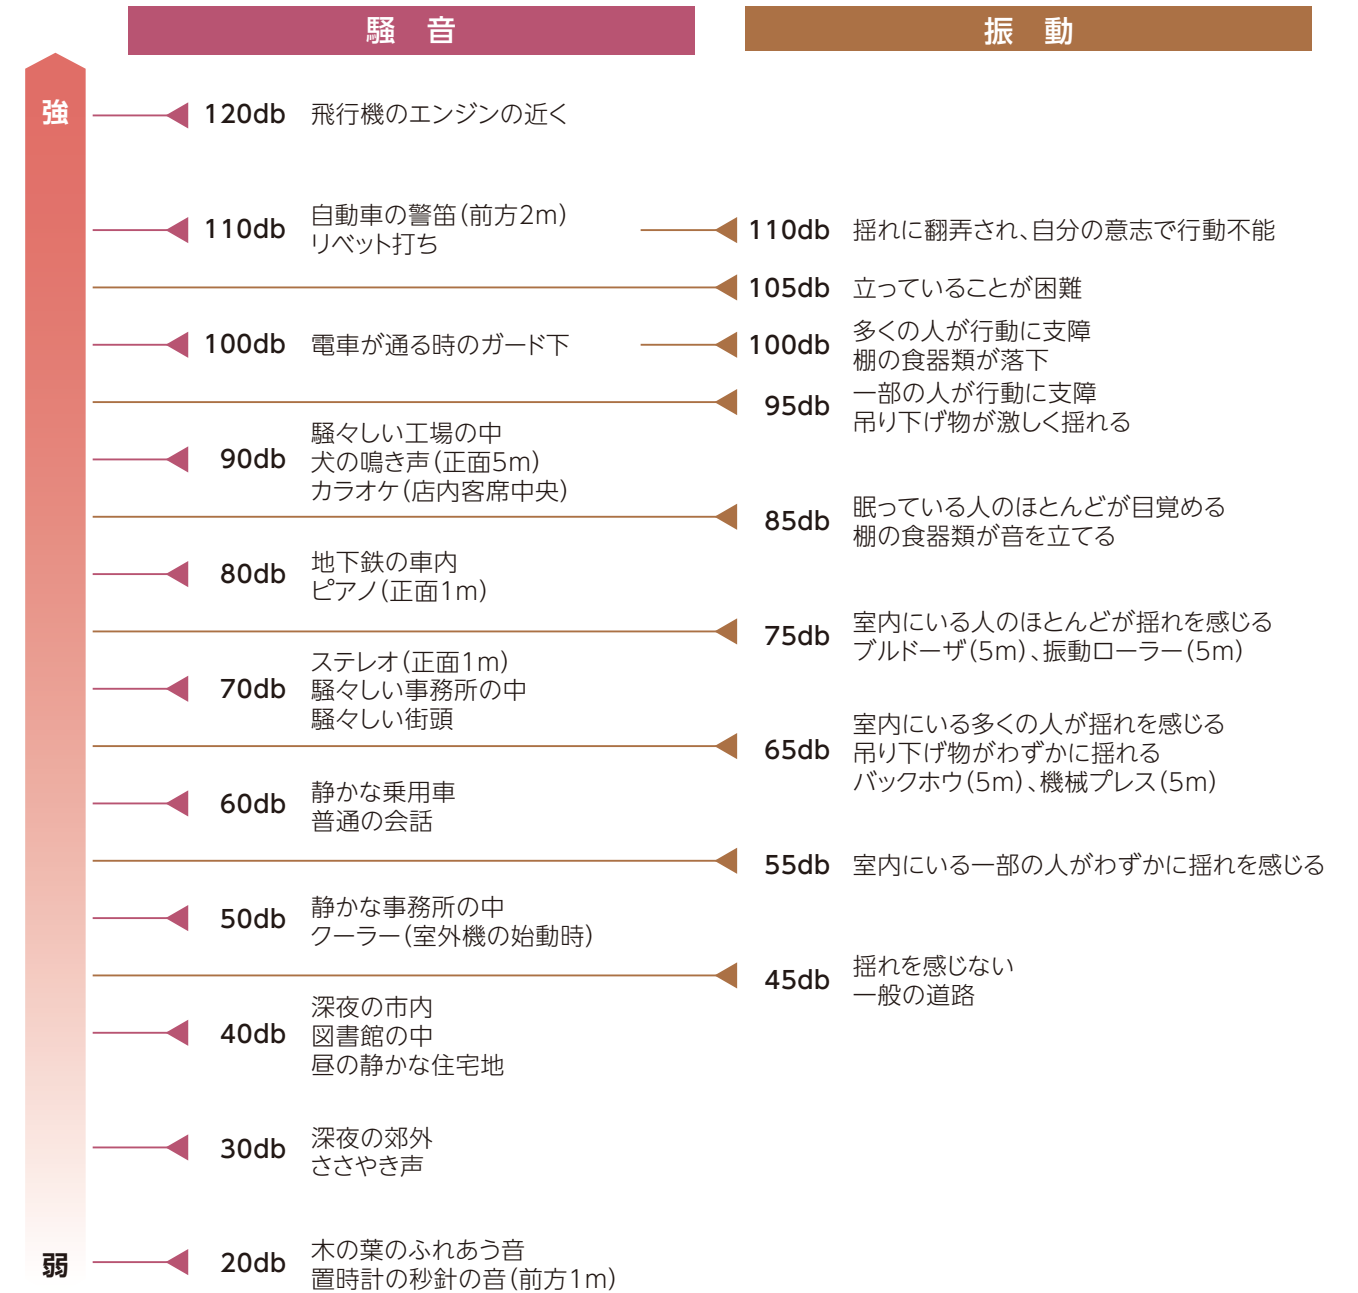 騒　音
振　動
強
120db 飛行機のエンジンの近く
110db 自動車の警笛(前方2m)
リベット打ち
110db 揺れに翻弄され、自分の意志で行動不能
105db 立っていることが困難
100db 電車が通る時のガード下
100db 多くの人が行動に支障
棚の食器類が落下
95db 一部の人が行動に支障
吊り下げ物が激しく揺れる
90db 騒々しい工場の中
犬の鳴き声(正面5m)
カラオケ(店内客席中央)
85db 眠っている人のほとんどが目覚める
棚の食器類が音を立てる
80db 地下鉄の車内
ピアノ(正面1m)
75db 室内にいる人のほとんどが揺れを感じる
ブルドーザ(5m)、振動ローラー(5m)
70db ステレオ(正面1m)
騒々しい事務所の中
騒々しい街頭
65db 室内にいる多くの人が揺れを感じる
吊り下げ物がわずかに揺れる
バックホウ(5m)、機械プレス(5m)
60db 静かな乗用車
普通の会話
55db 室内にいる一部の人がわずかに揺れを感じる
50db 静かな事務所の中
クーラー(室外機の始動時)
45db 揺れを感じない
一般の道路
40db 深夜の市内
図書館の中
昼の静かな住宅地
30db 深夜の郊外
ささやき声
弱
20db 木の葉のふれあう音
置時計の秒針の音(前方1m)